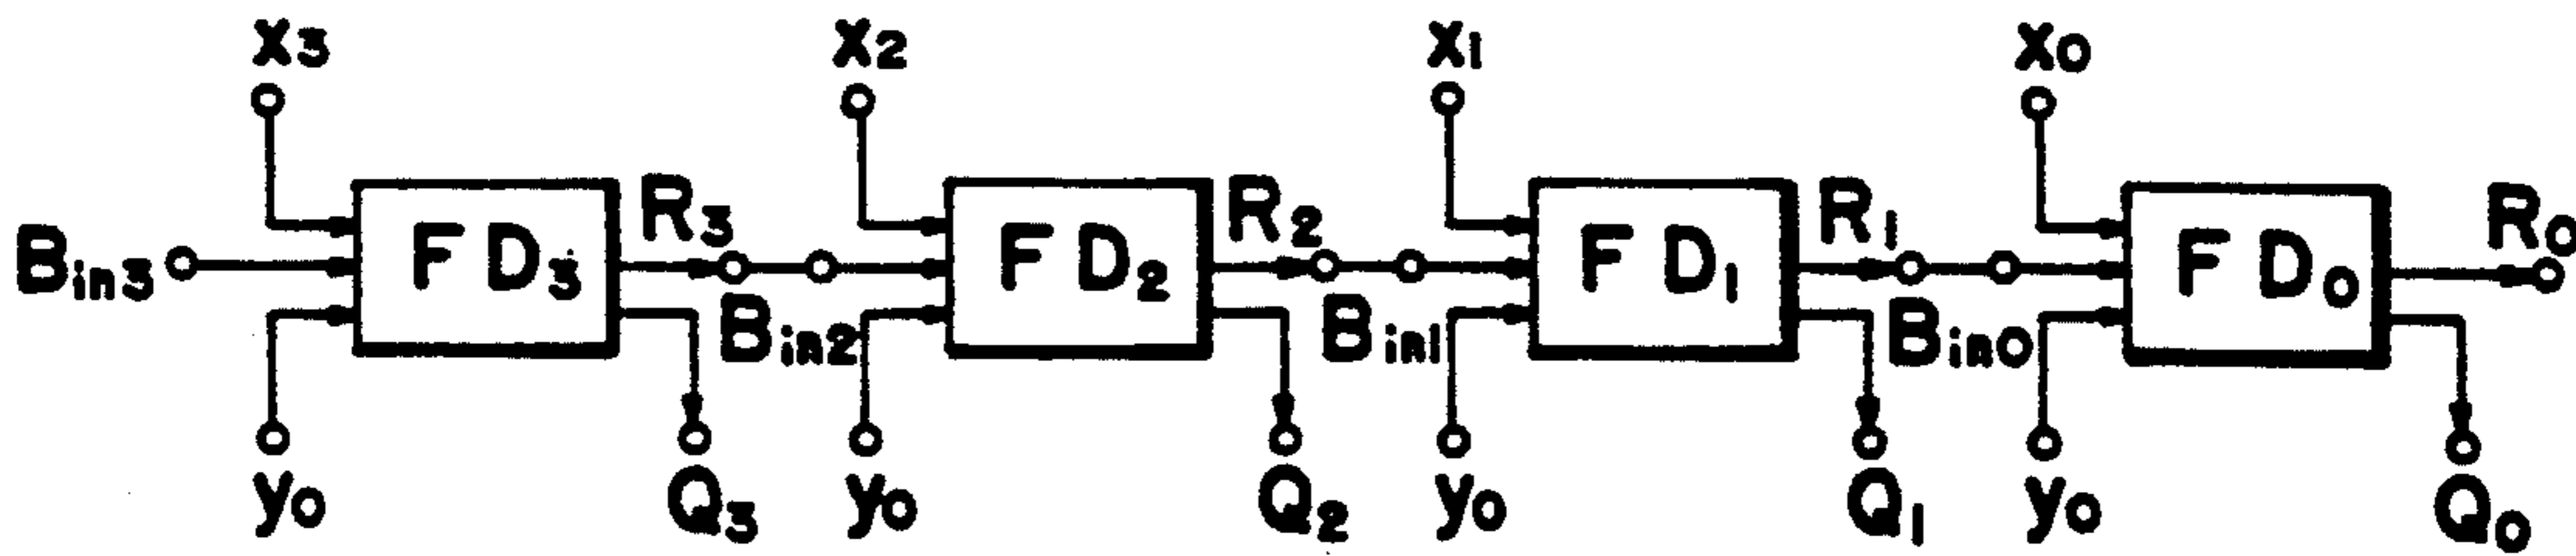 x3 x2 x1 x0
R3 R2 R1 R0
Bin3 FD3 FD2 FD1 FD0
Bin2 Bin1 Bin0
y0 Q3 y0 Q2 y0 Q1 y0 Q0